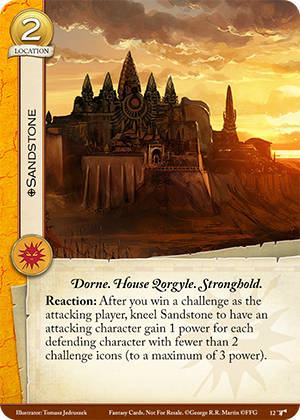 2
LOCATION
SANDSTONE
Dorne. House Qorgyle. Stronghold.
Reaction: After you win a challenge as the
attacking player, kneel Sandstone to have an
attacking character gain 1 power for each
defending character with fewer than 2
challenge icons (to a maximum of 3 power).
Illustrator: Tomasz Jedruszek
Fantasy Cards. Not For Resale. ©George R.R. Martin ©FFG
12